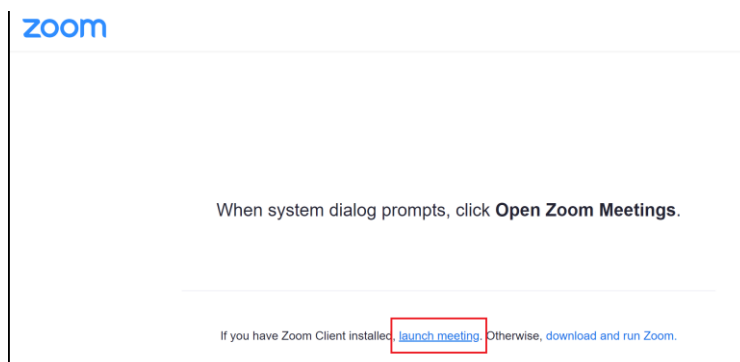 zoom
When system dialog prompts, click Open Zoom Meetings.
If you have Zoom Client installed, launch meeting. Otherwise, download and run Zoom.